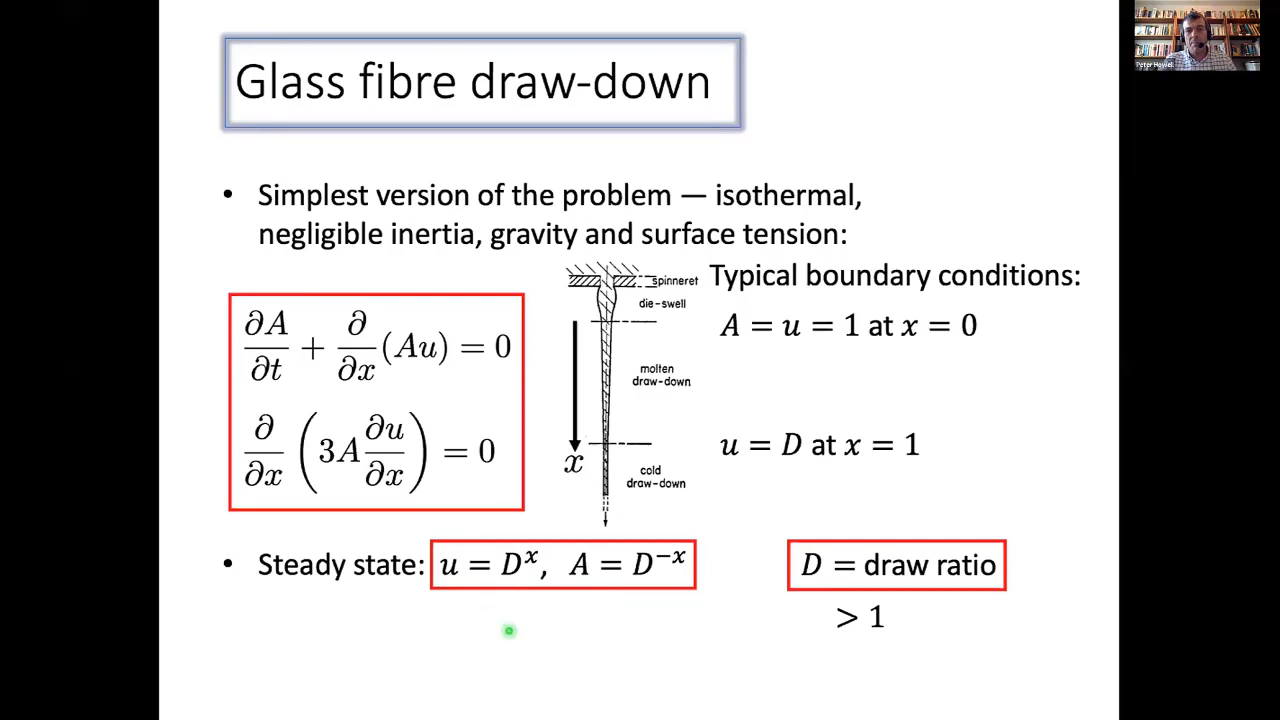 Glass fibre draw-down
Peter Howell
• Simplest version of the problem — isothermal,
negligible inertia, gravity and surface tension:
∂A/∂t + ∂/∂x (Au) = 0
∂/∂x (3A ∂u/∂x) = 0
spinneret
die-swell
molten
draw-down
cold
draw-down
x
Typical boundary conditions:
A = u = 1 at x = 0
u = D at x = 1
• Steady state: u = Dˣ, A = D⁻ˣ
D = draw ratio
> 1